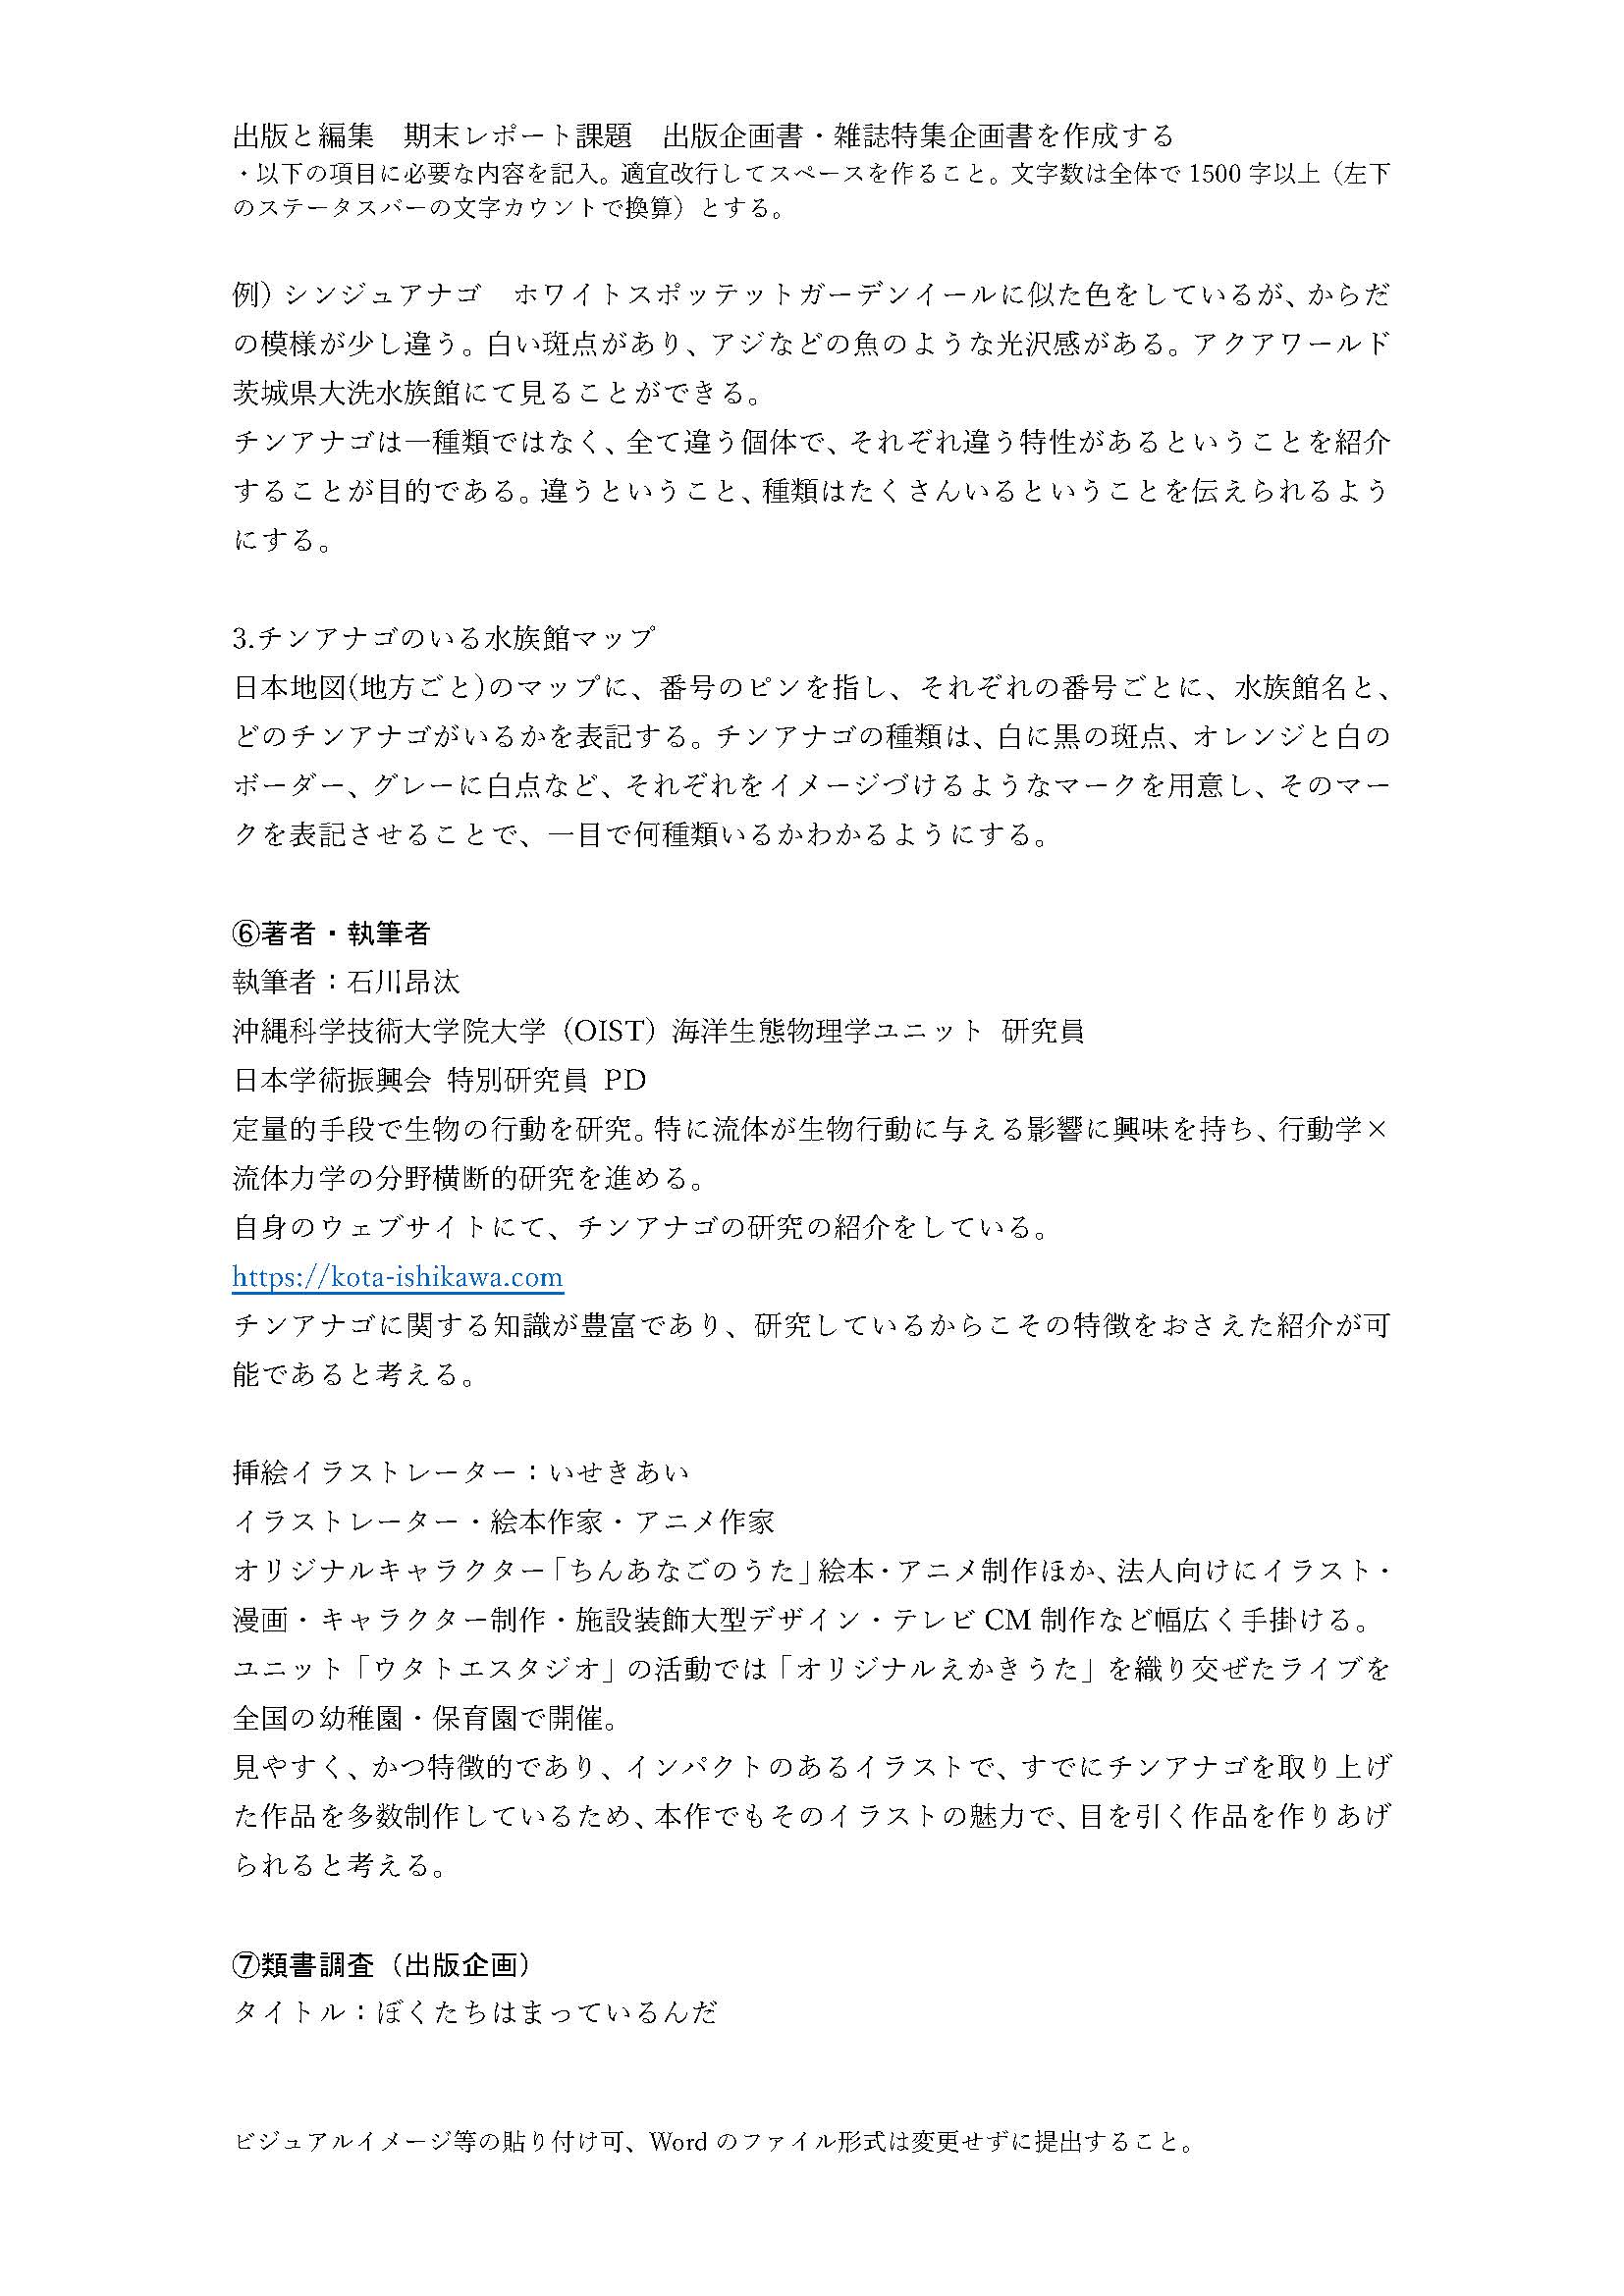 出版と編集　期末レポート課題　出版企画書・雑誌特集企画書を作成する
・以下の項目に必要な内容を記入。適宜改行してスペースを作ること。文字数は全体で 1500 字以上（左下
のステータスバーの文字カウントで換算）とする。
例）シンジュアナゴ　ホワイトスポッテットガーデンイールに似た色をしているが、からだ
の模様が少し違う。白い斑点があり、アジなどの魚のような光沢感がある。アクアワールド
茨城県大洗水族館にて見ることができる。
チンアナゴは一種類ではなく、全て違う個体で、それぞれ違う特性があるということを紹介
することが目的である。違うということ、種類はたくさんいるということを伝えられるよう
にする。
3.チンアナゴのいる水族館マップ
日本地図(地方ごと)のマップに、番号のピンを指し、それぞれの番号ごとに、水族館名と、
どのチンアナゴがいるかを表記する。チンアナゴの種類は、白に黒の斑点、オレンジと白の
ボーダー、グレーに白点など、それぞれをイメージづけるようなマークを用意し、そのマー
クを表記させることで、一目で何種類いるかわかるようにする。
⑥著者・執筆者
執筆者：石川昂汰
沖縄科学技術大学院大学（OIST）海洋生態物理学ユニット 研究員
日本学術振興会 特別研究員 PD
定量的手段で生物の行動を研究。特に流体が生物行動に与える影響に興味を持ち、行動学×
流体力学の分野横断的研究を進める。
自身のウェブサイトにて、チンアナゴの研究の紹介をしている。
https://kota-ishikawa.com
チンアナゴに関する知識が豊富であり、研究しているからこその特徴をおさえた紹介が可
能であると考える。
挿絵イラストレーター：いせきあい
イラストレーター・絵本作家・アニメ作家
オリジナルキャラクター「ちんあなごのうた」絵本・アニメ制作ほか、法人向けにイラスト・
漫画・キャラクター制作・施設装飾大型デザイン・テレビ CM 制作など幅広く手掛ける。
ユニット「ウタトエスタジオ」の活動では「オリジナルえかきうた」を織り交ぜたライブを
全国の幼稚園・保育園で開催。
見やすく、かつ特徴的であり、インパクトのあるイラストで、すでにチンアナゴを取り上げ
た作品を多数制作しているため、本作でもそのイラストの魅力で、目を引く作品を作りあげ
られると考える。
⑦類書調査（出版企画）
タイトル：ぼくたちはまっているんだ
ビジュアルイメージ等の貼り付け可、Word のファイル形式は変更せずに提出すること。